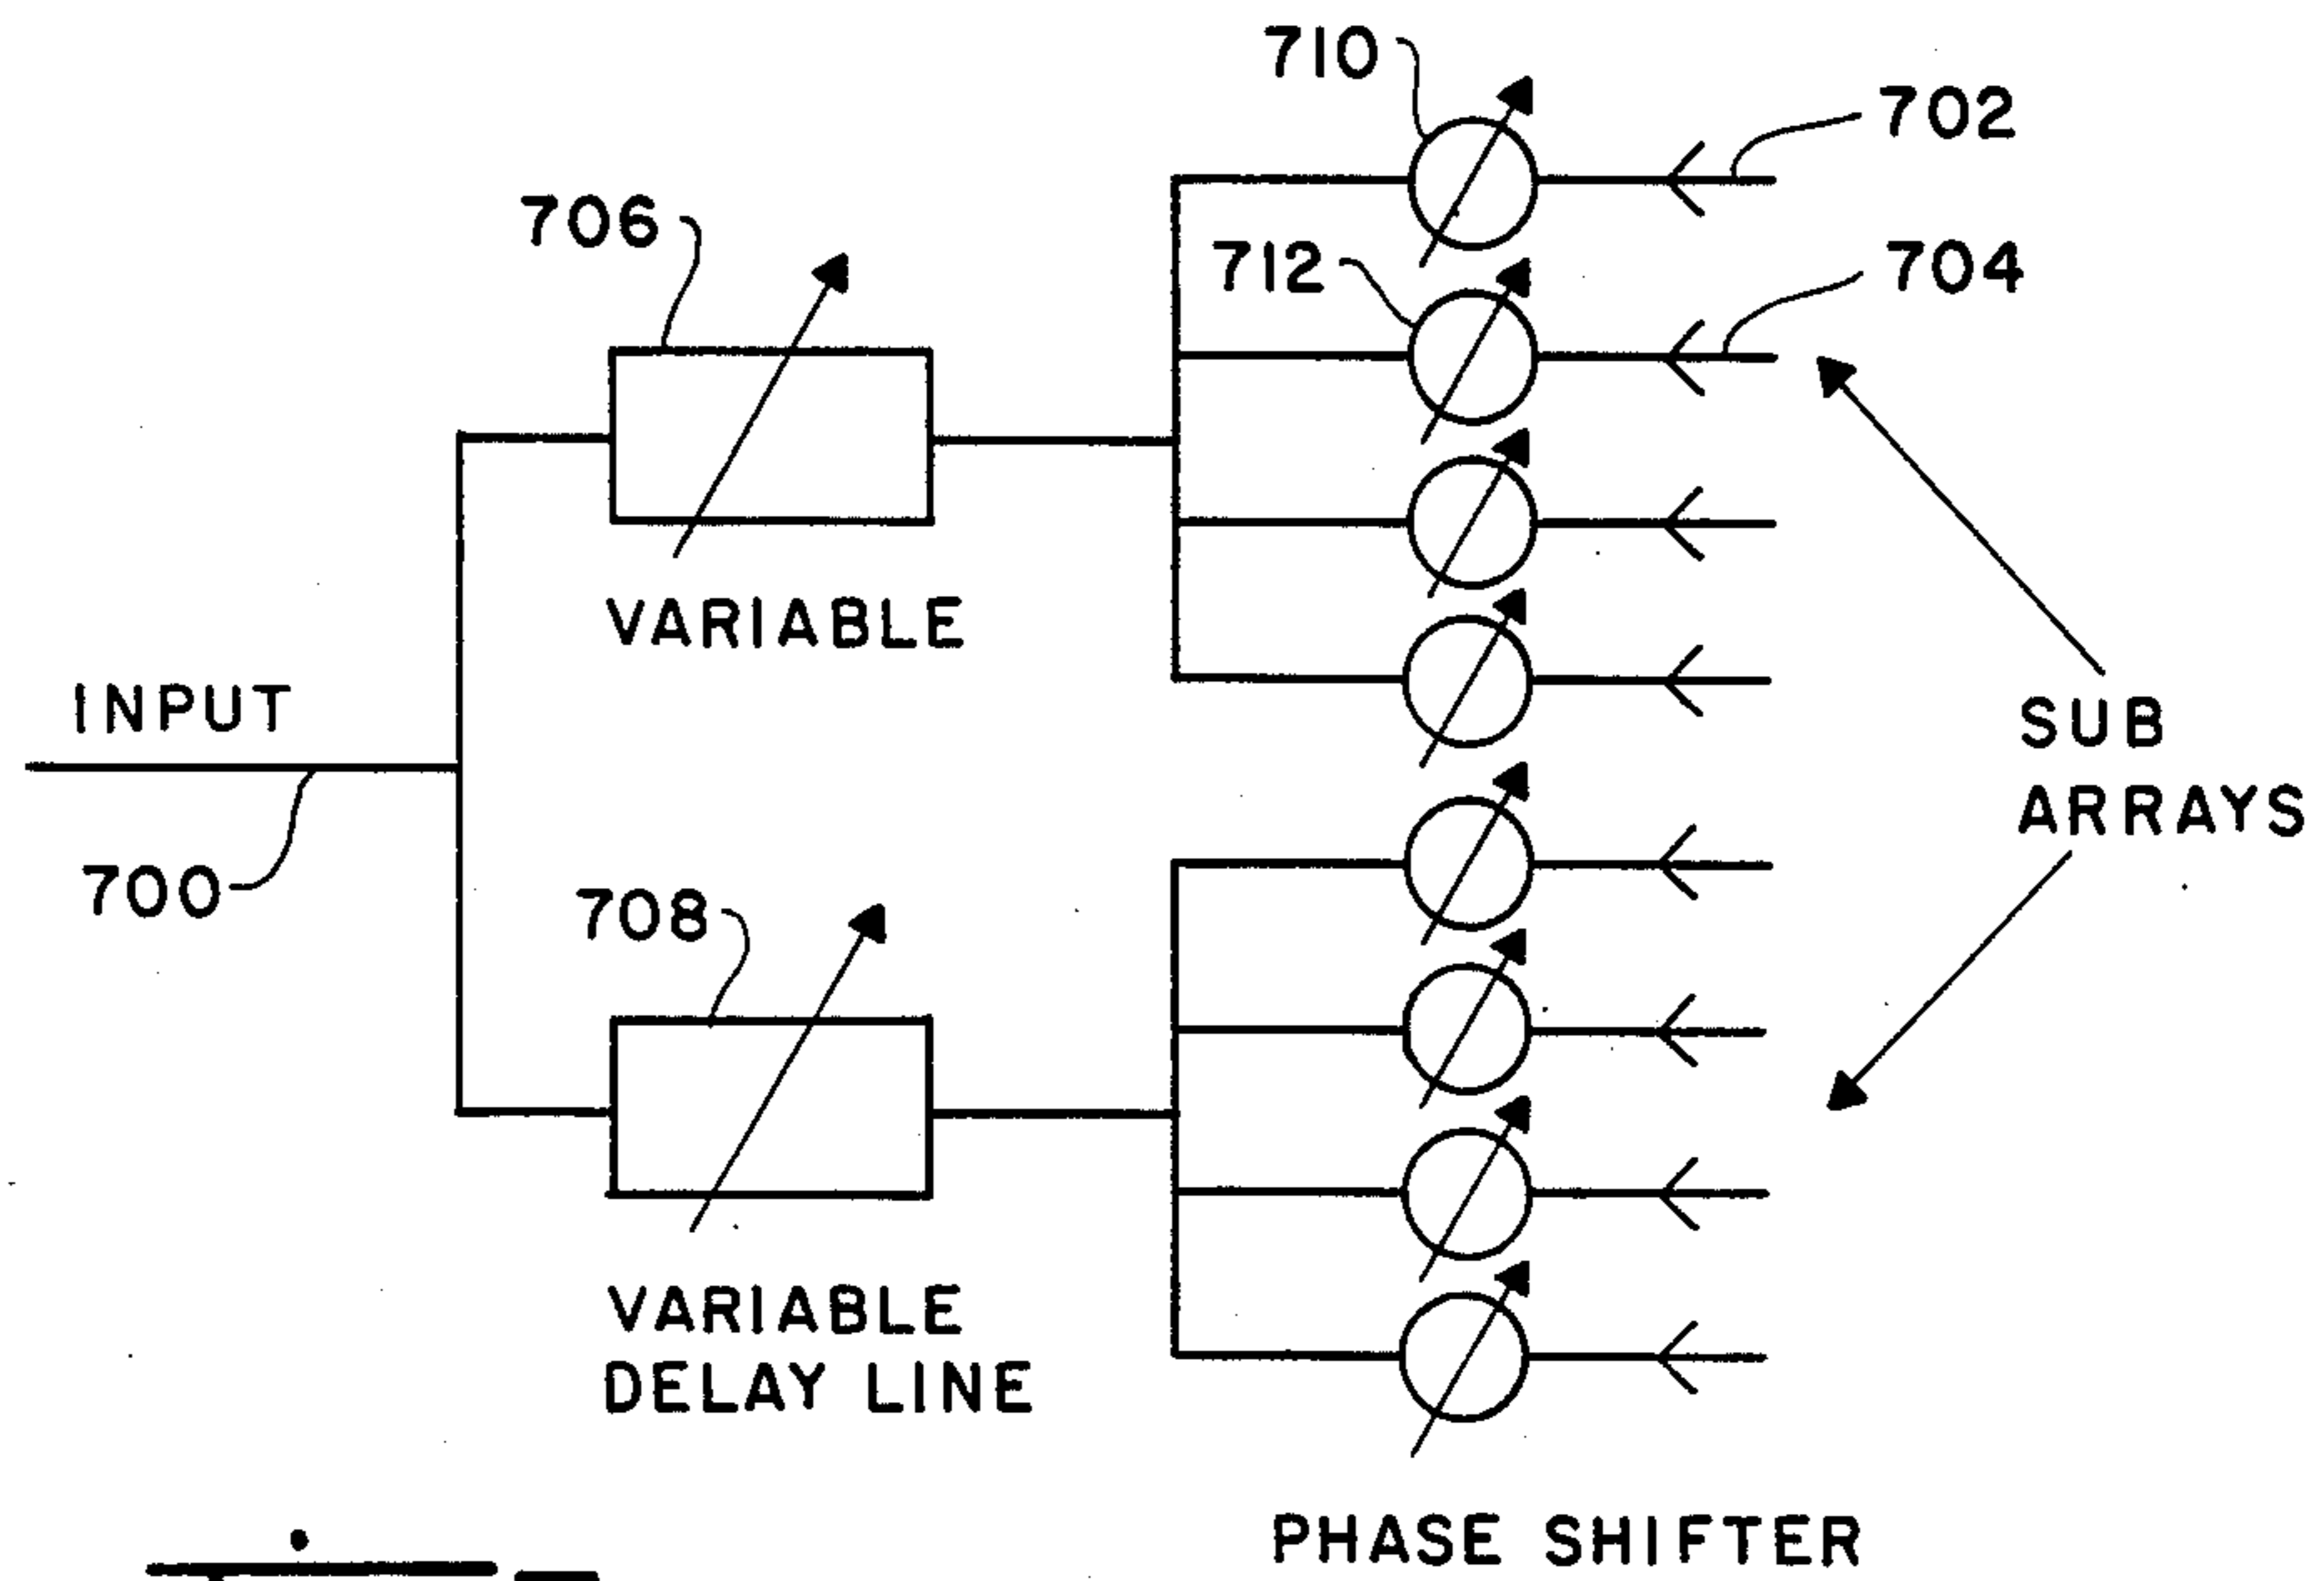 710
702
706
712
704
VARIABLE
INPUT
SUB
ARRAYS
700
708
VARIABLE
DELAY LINE
PHASE SHIFTER